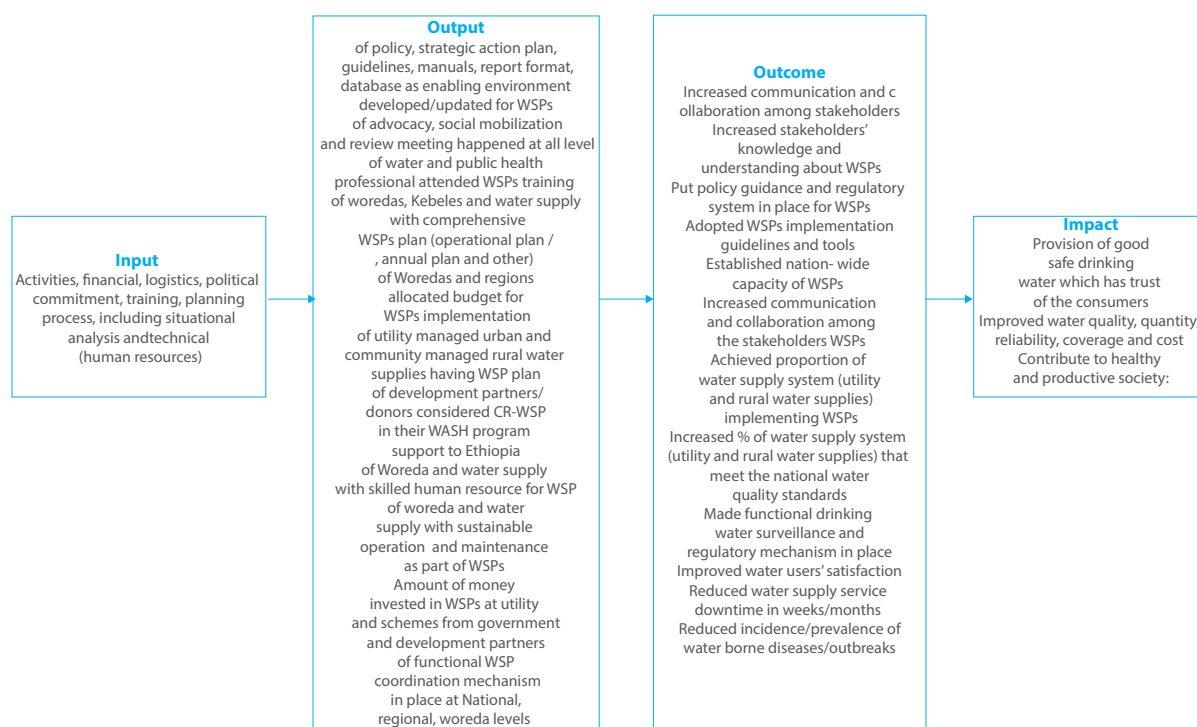 Input
Activities, financial, logistics, political
commitment, training, planning
process, including situational
analysis andtechnical
(human resources)
Output
of policy, strategic action plan,
guidelines, manuals, report format,
database as enabling environment
developed/updated for WSPs
of advocacy, social mobilization
and review meeting happened at all level
of water and public health
professional attended WSPs training
of woredas, Kebeles and water supply
with comprehensive
WSPs plan (operational plan /
, annual plan and other)
of Woredas and regions
allocated budget for
WSPs implementation
of utility managed urban and
community managed rural water
supplies having WSP plan
of development partners/
donors considered CR-WSP
in their WASH program
support to Ethiopia
of Woreda and water supply
with skilled human resource for WSP
of woreda and water
supply with sustainable
operation and maintenance
as part of WSPs
Amount of money
invested in WSPs at utility
and schemes from government
and development partners
of functional WSP
coordination mechanism
in place at National,
regional, woreda levels
Outcome
Increased communication and c
ollaboration among stakeholders
Increased stakeholders’
knowledge and
understanding about WSPs
Put policy guidance and regulatory
system in place for WSPs
Adopted WSPs implementation
guidelines and tools
Established nation- wide
capacity of WSPs
Increased communication
and collaboration among
the stakeholders WSPs
Achieved proportion of
water supply system (utility
and rural water supplies)
implementing WSPs
Increased % of water supply system
(utility and rural water supplies) that
meet the national water
quality standards
Made functional drinking
water surveillance and
regulatory mechanism in place
Improved water users’ satisfaction
Reduced water supply service
downtime in weeks/months
Reduced incidence/prevalence of
water borne diseases/outbreaks
Impact
Provision of good
safe drinking
water which has trust
of the consumers
Improved water quality, quantity,
reliability, coverage and cost
Contribute to healthy
and productive society: